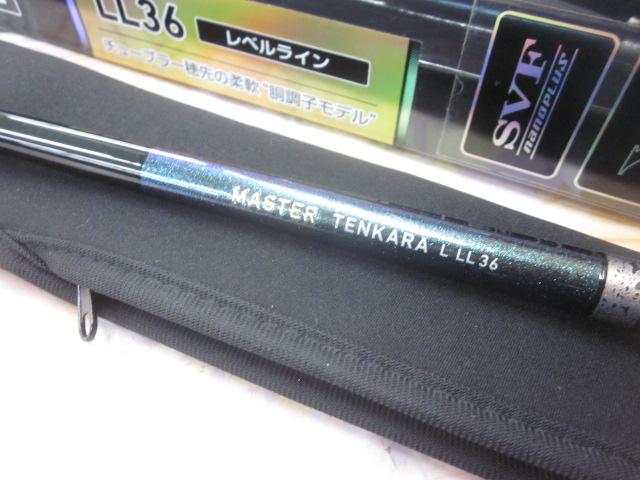 LL36
レベルライン
チューブラー穂先の柔軟"胴調子モデル"
SVF
nanoPLUS
MASTER TENKARA L LL36